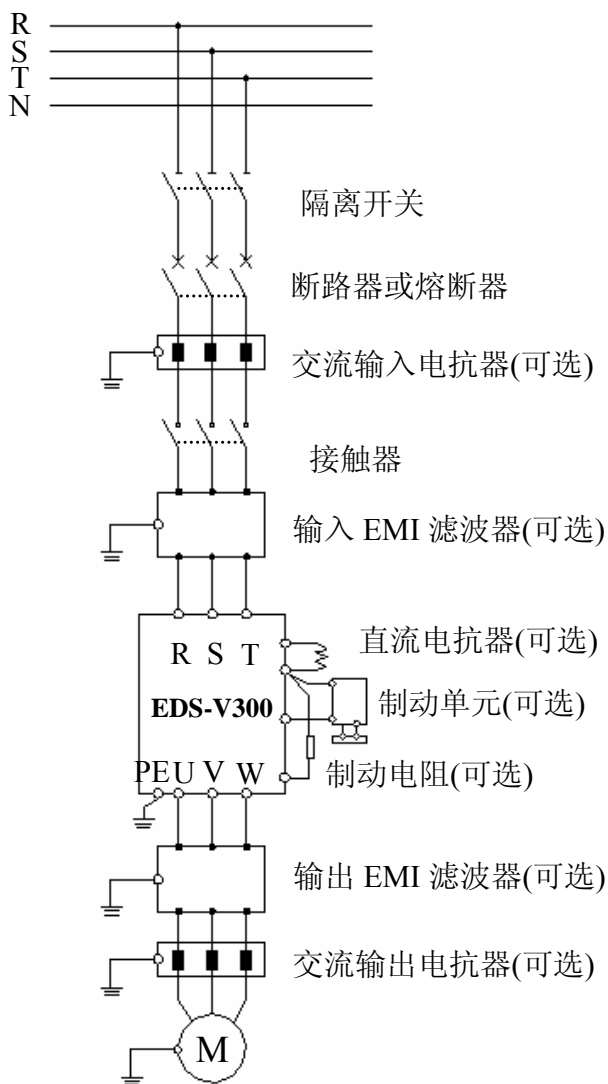 R
S
T
N
隔离开关
断路器或熔断器
交流输入电抗器(可选)
接触器
输入 EMI 滤波器(可选)
R S T
直流电抗器(可选)
EDS-V300
制动单元(可选)
制动电阻(可选)
PE U V W
输出 EMI 滤波器(可选)
交流输出电抗器(可选)
M